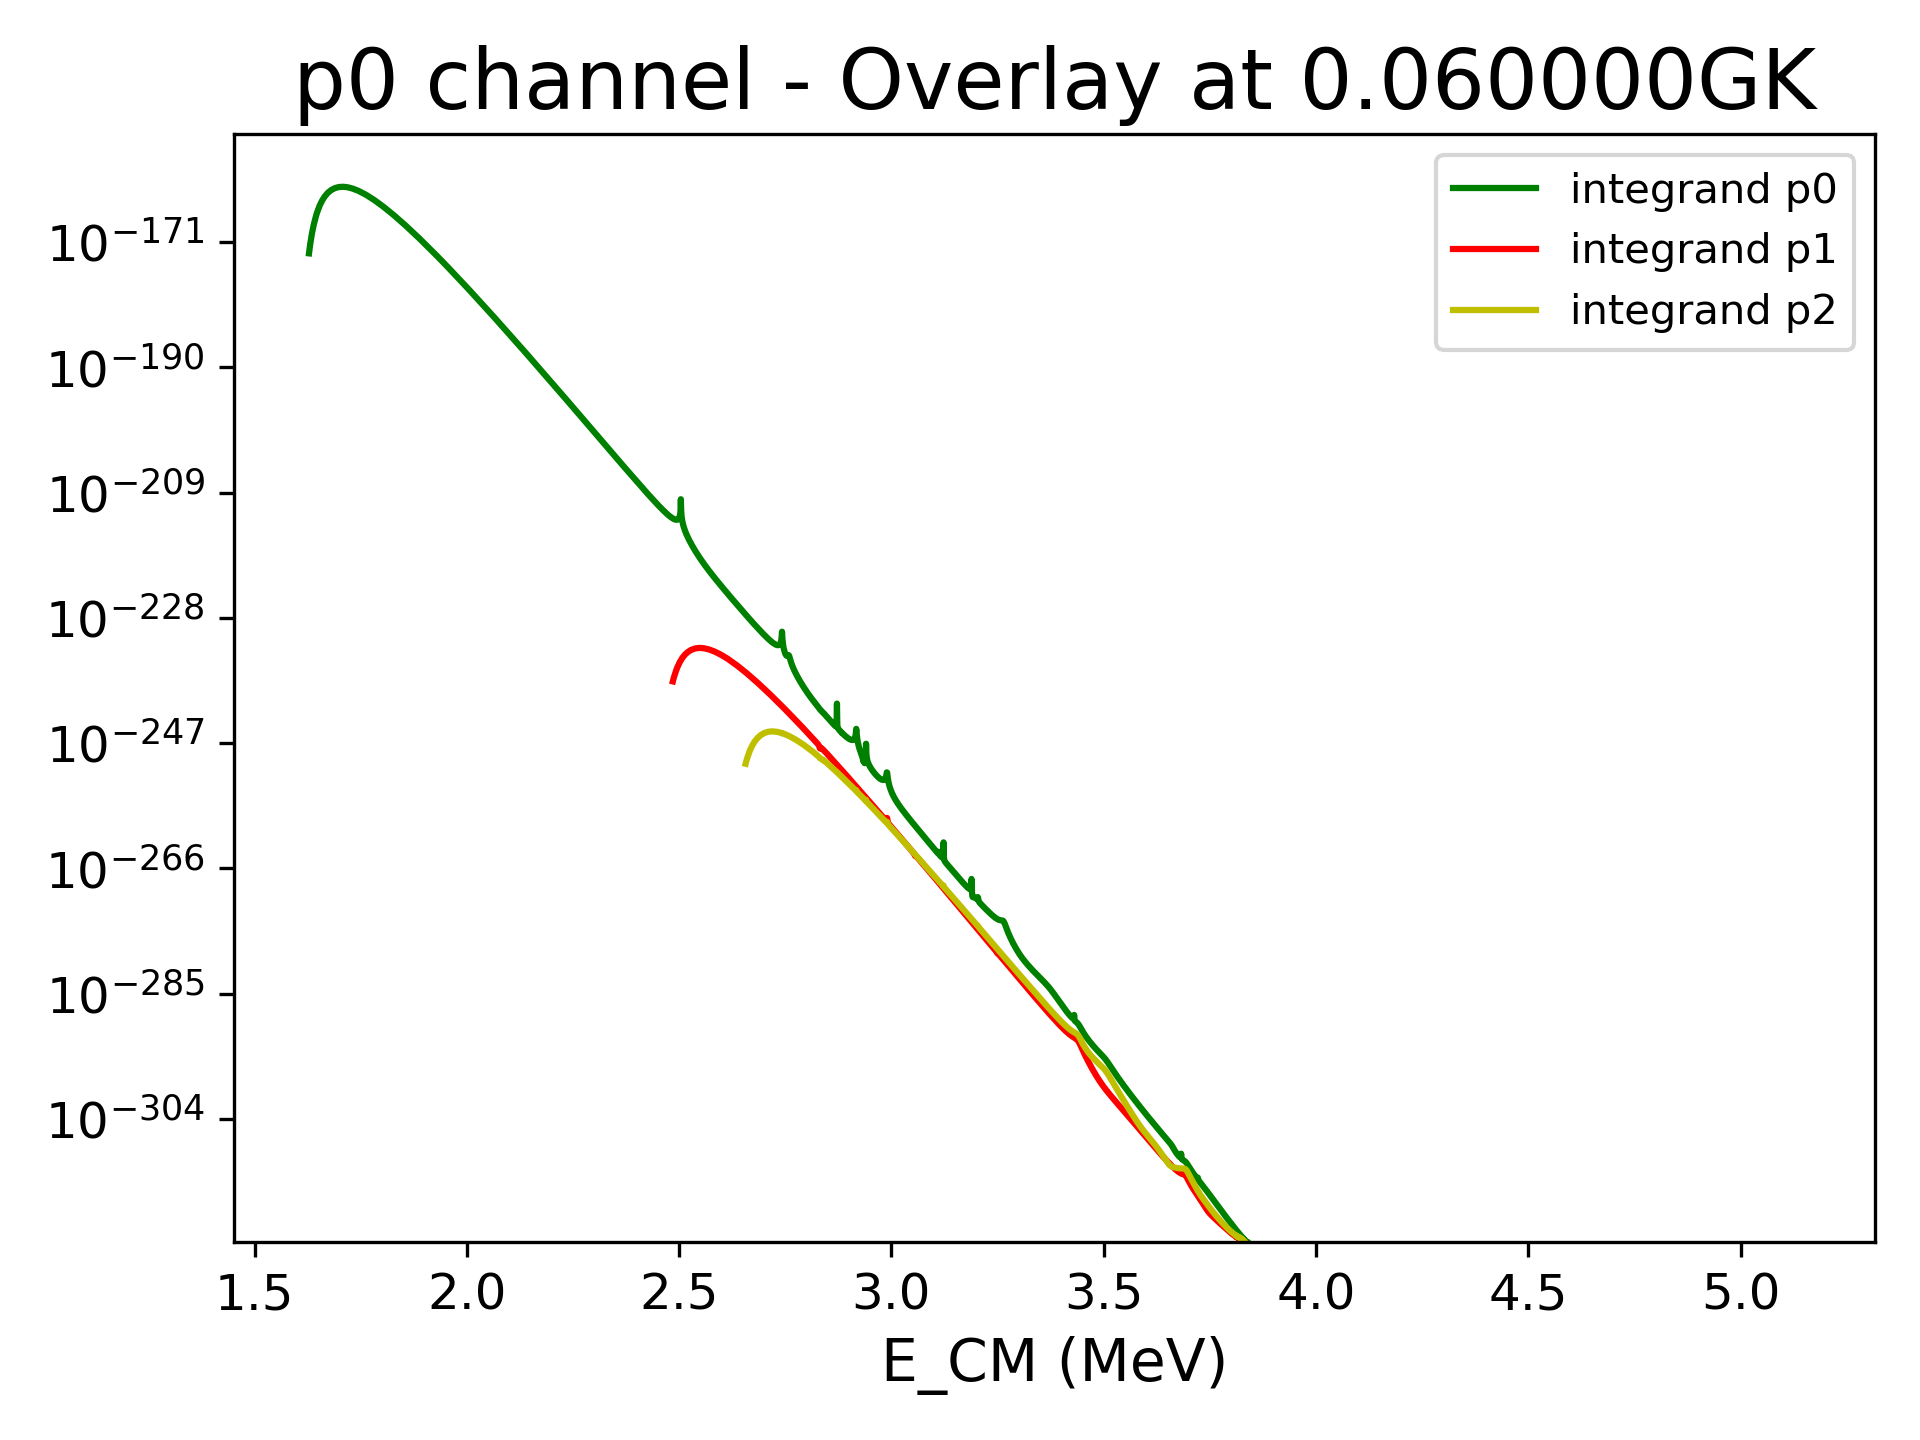 p0 channel - Overlay at 0.060000GK
integrand p0
integrand p1
integrand p2
10⁻¹⁷¹
10⁻¹⁹⁰
10⁻²⁰⁹
10⁻²²⁸
10⁻²⁴⁷
10⁻²⁶⁶
10⁻²⁸⁵
10⁻³⁰⁴
1.5 2.0 2.5 3.0 3.5 4.0 4.5 5.0
E_CM (MeV)